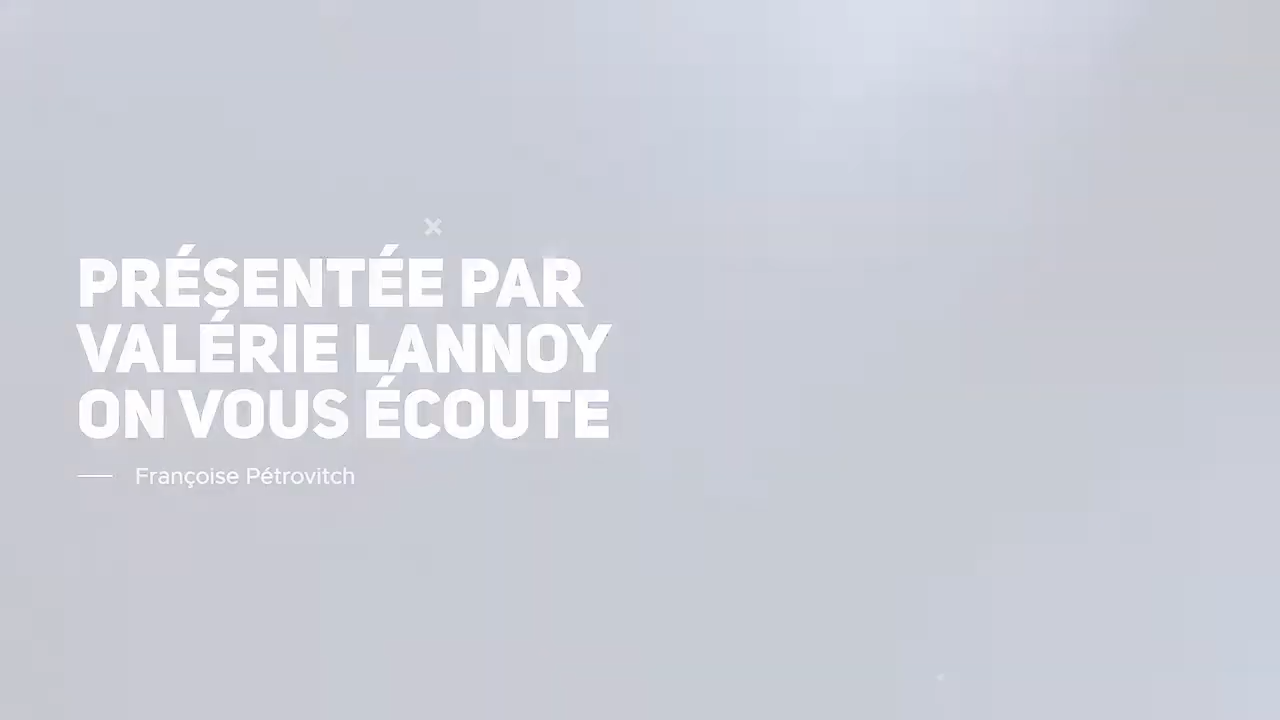 PRÉSENTÉE PAR
VALÉRIE LANNOY
ON VOUS ÉCOUTE
Françoise Pétrovitch